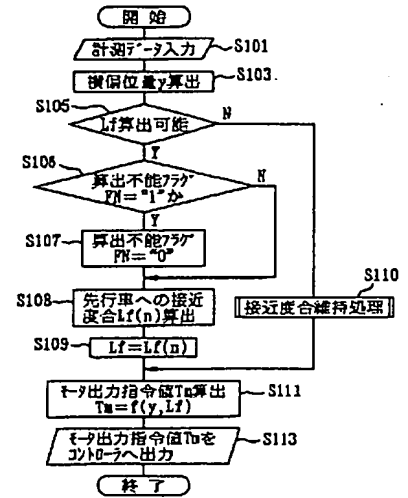 開始
計測データ入力
S101
横偏位量y算出
S103.
S105
Lf算出可能
N
Y
S106
算出不能フラグ
FN="1"か
N
Y
S107
算出不能フラグ
FN="0"
S108
先行車への接近
度合Lf(n)算出
S110
接近度合維持処理
S109
Lf=Lf(n)
モータ出力指令値Tm算出
Tm=f(y,Lf)
S111
モータ出力指令値Tmを
コントローラへ出力
S113
終了